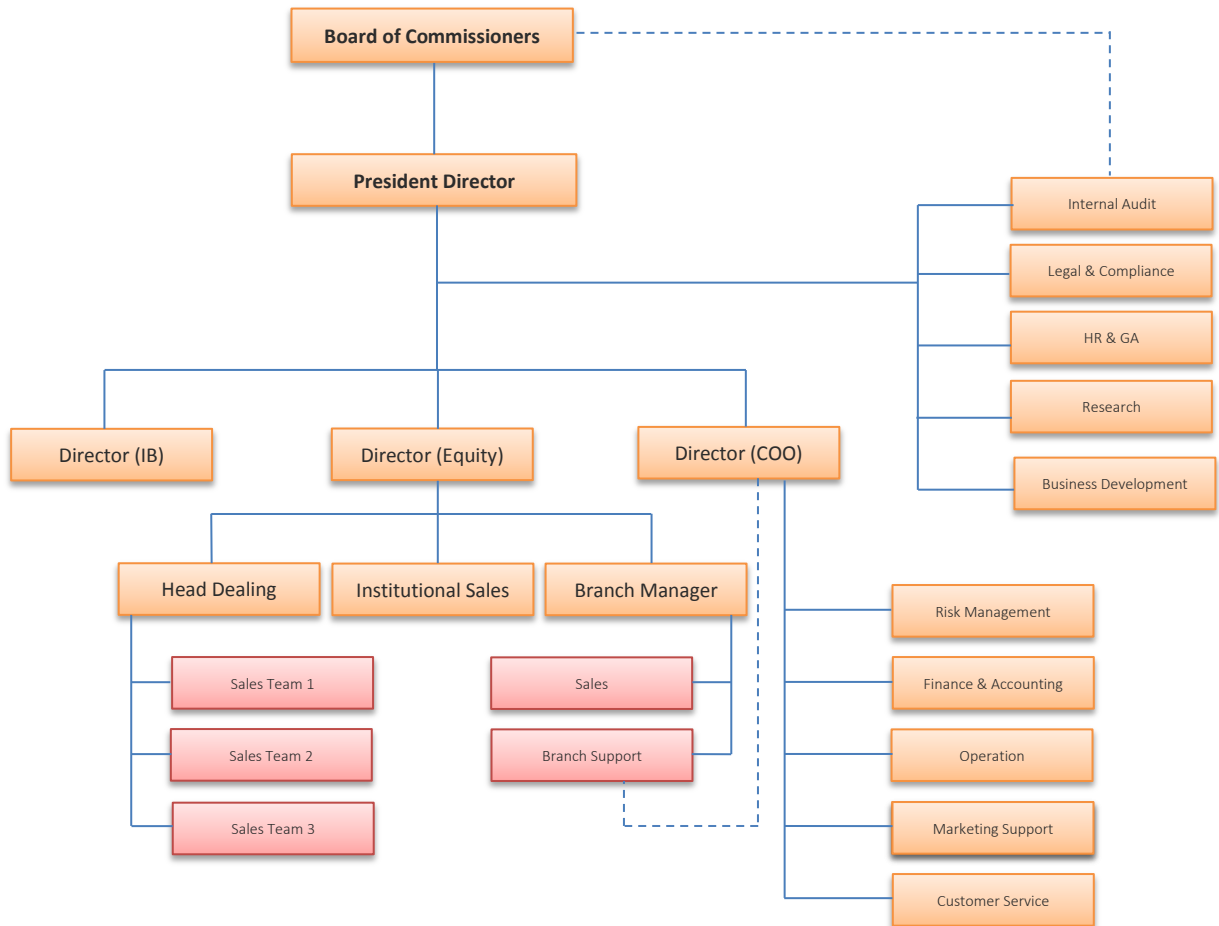 Board of Commissioners
President Director
Internal Audit
Legal & Compliance
HR & GA
Research
Business Development
Director (IB)
Director (Equity)
Director (COO)
Head Dealing
Institutional Sales
Branch Manager
Sales Team 1
Sales Team 2
Sales Team 3
Sales
Branch Support
Risk Management
Finance & Accounting
Operation
Marketing Support
Customer Service